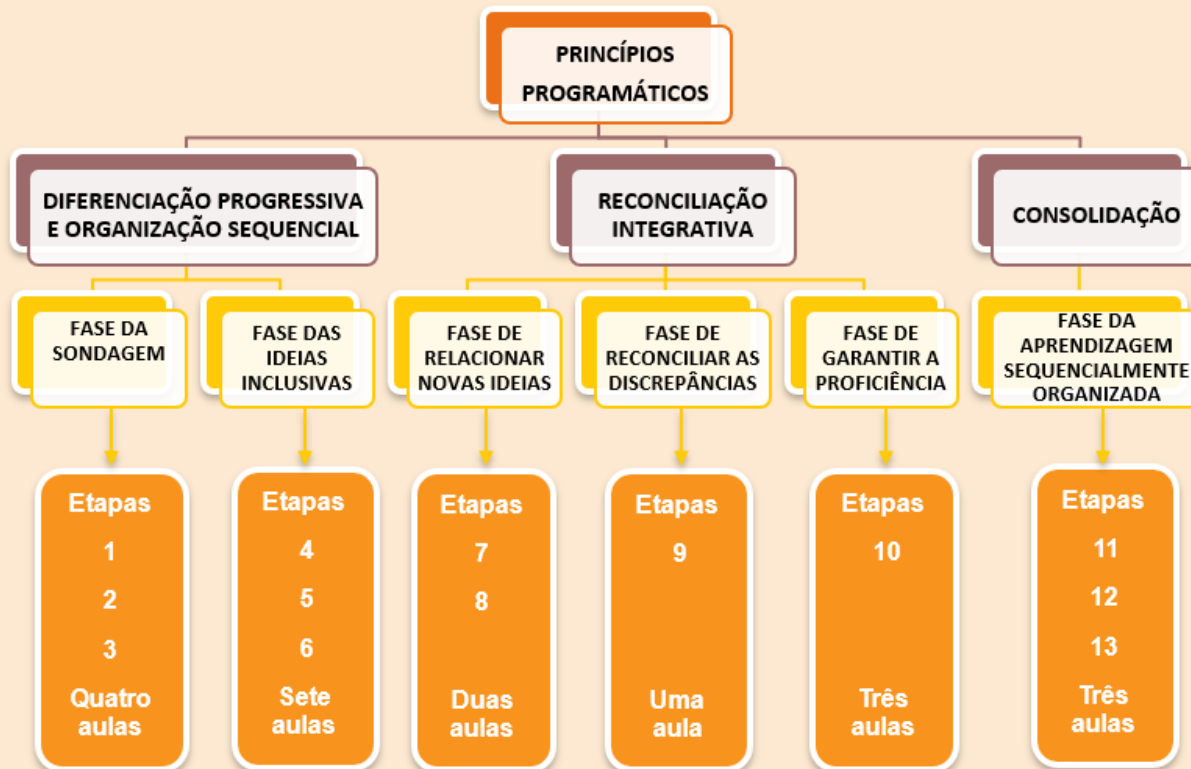 PRINCÍPIOS
PROGRAMÁTICOS
DIFERENCIAÇÃO PROGRESSIVA
E ORGANIZAÇÃO SEQUENCIAL
RECONCILIAÇÃO
INTEGRATIVA
CONSOLIDAÇÃO
FASE DA
SONDAGEM
FASE DAS
IDEIAS
INCLUSIVAS
FASE DE
RELACIONAR
NOVAS IDEIAS
FASE DE
RECONCILIAR AS
DISCREPÂNCIAS
FASE DE
GARANTIR A
PROFICIÊNCIA
FASE DA
APRENDIZAGEM
SEQUENCIALMENTE
ORGANIZADA
Etapas
1
2
3
Quatro
aulas
Etapas
4
5
6
Sete
aulas
Etapas
7
8
Duas
aulas
Etapas
9
Uma
aula
Etapas
10
Três
aulas
Etapas
11
12
13
Três
aulas